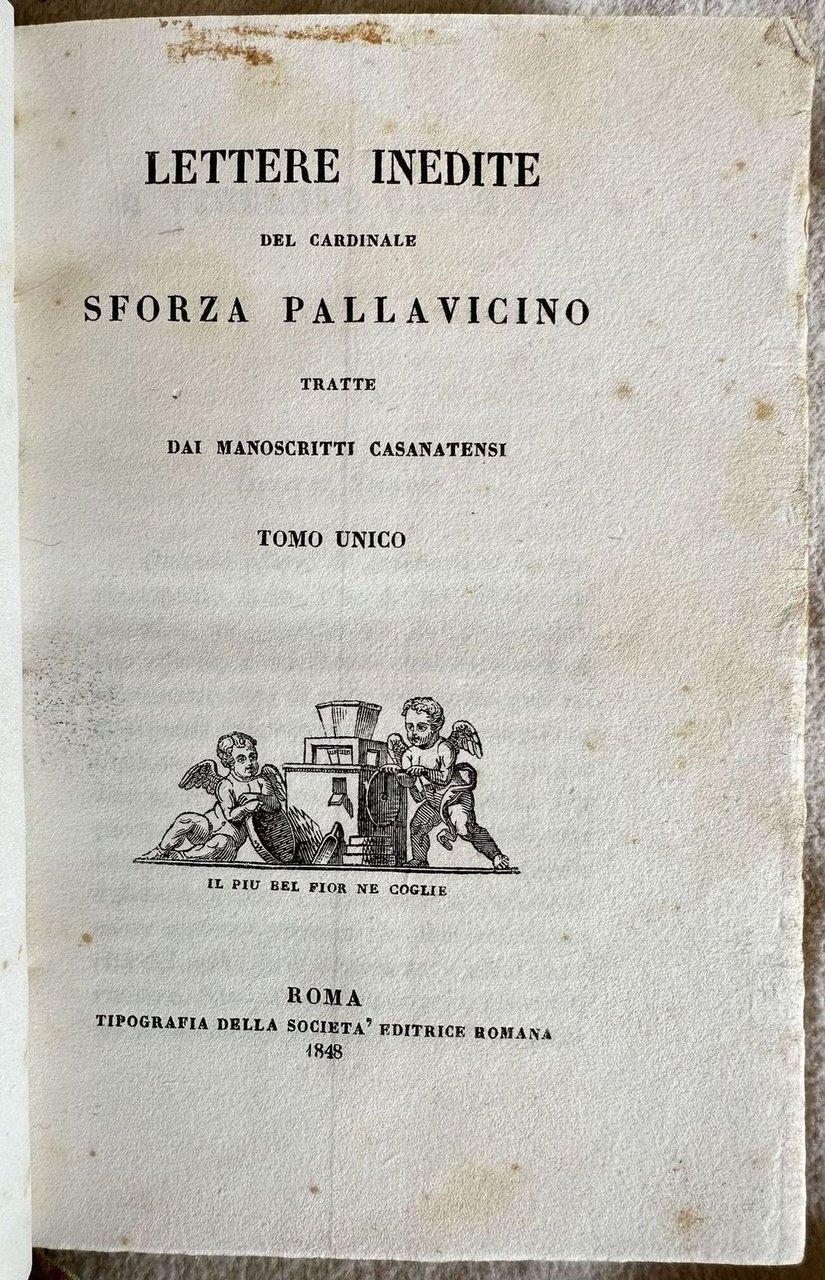 LETTERE INEDITE
DEL CARDINALE
SFORZA PALLAVICINO
TRATTE
DAI MANOSCRITTI CASANATENSI
TOMO UNICO
IL PIU BEL FIOR NE COGLIE
ROMA
TIPOGRAFIA DELLA SOCIETA' EDITRICE ROMANA
1848